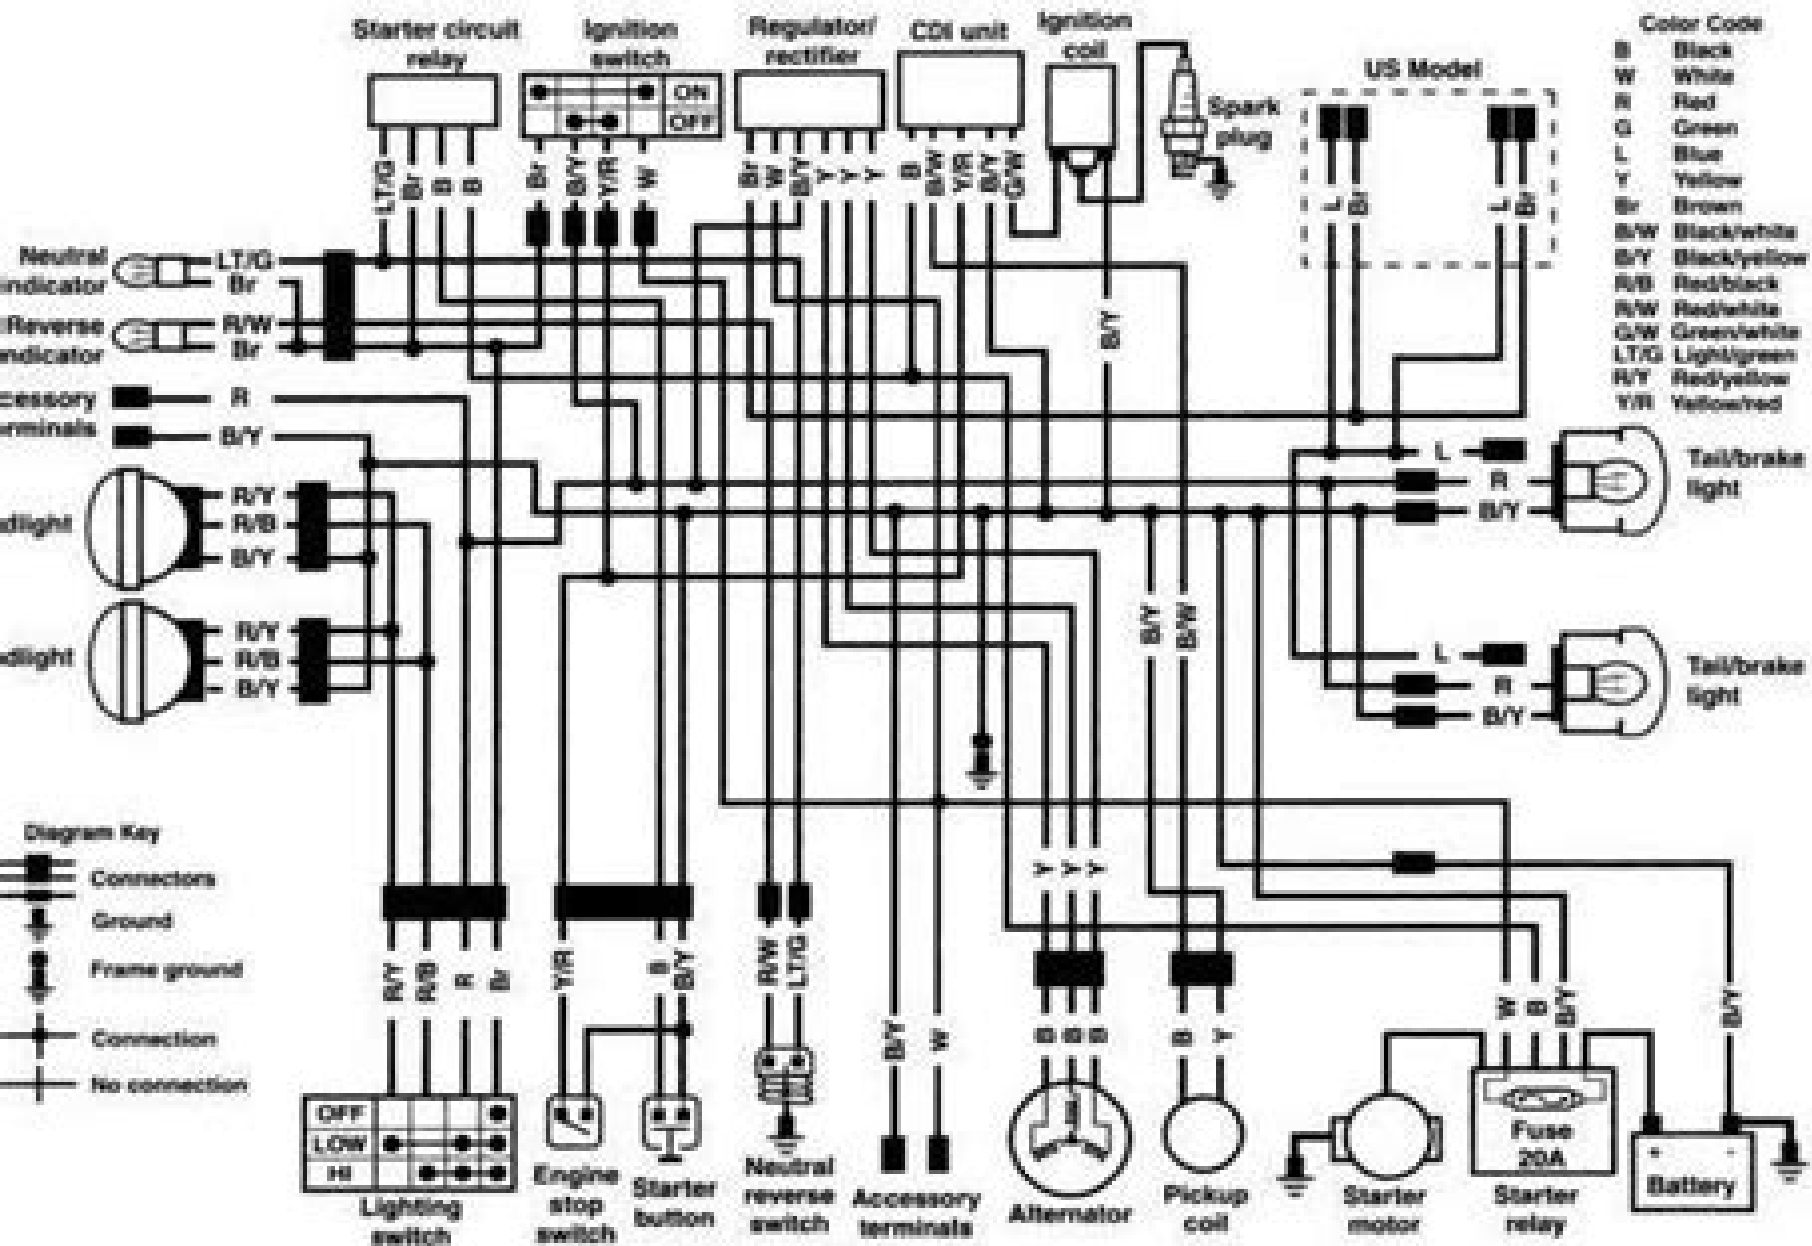 Starter circuit
relay
Ignition
switch
ON
OFF
Regulator/
rectifier
CDI unit
Ignition
coil
Spark
plug
US Model
Color Code
B Black
W White
R Red
G Green
L Blue
Y Yellow
Br Brown
B/W Black/white
B/Y Black/yellow
R/B Red/black
R/W Red/white
G/W Green/white
LT/G Light/green
R/Y Red/yellow
Y/R Yellow/red
LT/G
Br
B
B
Br
B/Y
Y/R
W
Br
W
B/Y
Y
Y
Y
B
B/W
Y/R
B/Y
G/W
L
Br
L
Br
Neutral
indicator
LT/G
Br
Reverse
indicator
R/W
Br
cessory
erminals
R
B/Y
B/Y
dlight
R/Y
R/B
B/Y
dlight
R/Y
R/B
B/Y
L
R
B/Y
Tail/brake
light
L
R
B/Y
Tail/brake
light
B/Y
B/W
Diagram Key
Connectors
Ground
Frame ground
Connection
No connection
Y
Y
Y
R/Y
R/B
R
Br
Y/R
B
B/Y
R/W
LT/G
B/Y
W
B
B
B
B
Y
W
B
B/Y
B/Y
OFF
LOW
HI
Lighting
switch
Engine
stop
switch
Starter
button
Neutral
reverse
switch
Accessory
terminals
Alternator
Pickup
coil
Starter
motor
Fuse
20A
Starter
relay
+ -
Battery